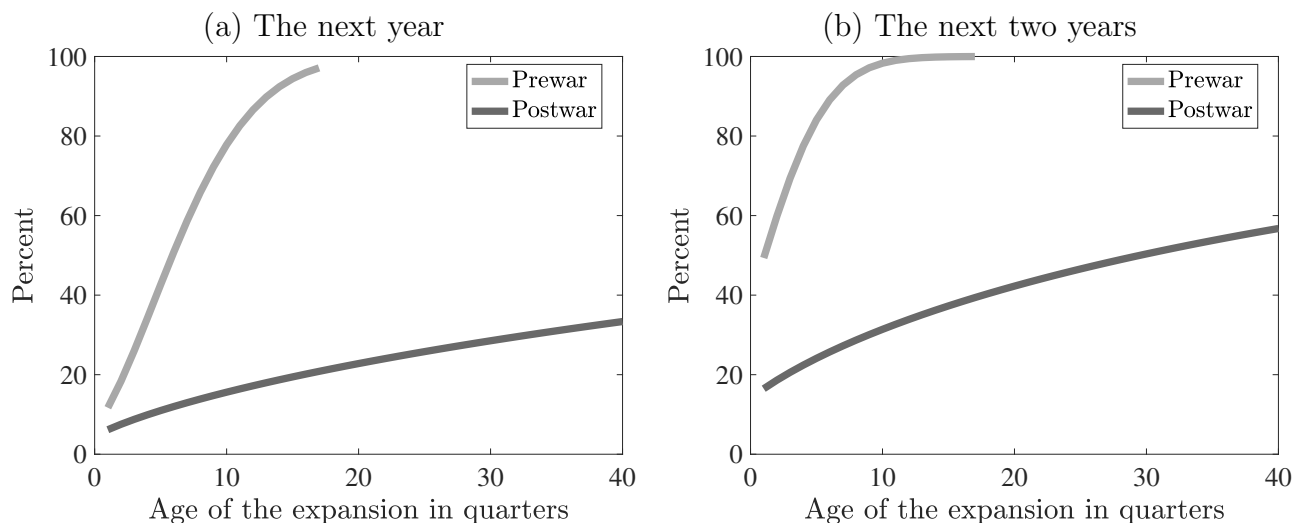 (a) The next year
100
80
60
40
20
0
Percent
0 10 20 30 40
Age of the expansion in quarters
Prewar
Postwar
(b) The next two years
100
80
60
40
20
0
Percent
0 10 20 30 40
Age of the expansion in quarters
Prewar
Postwar